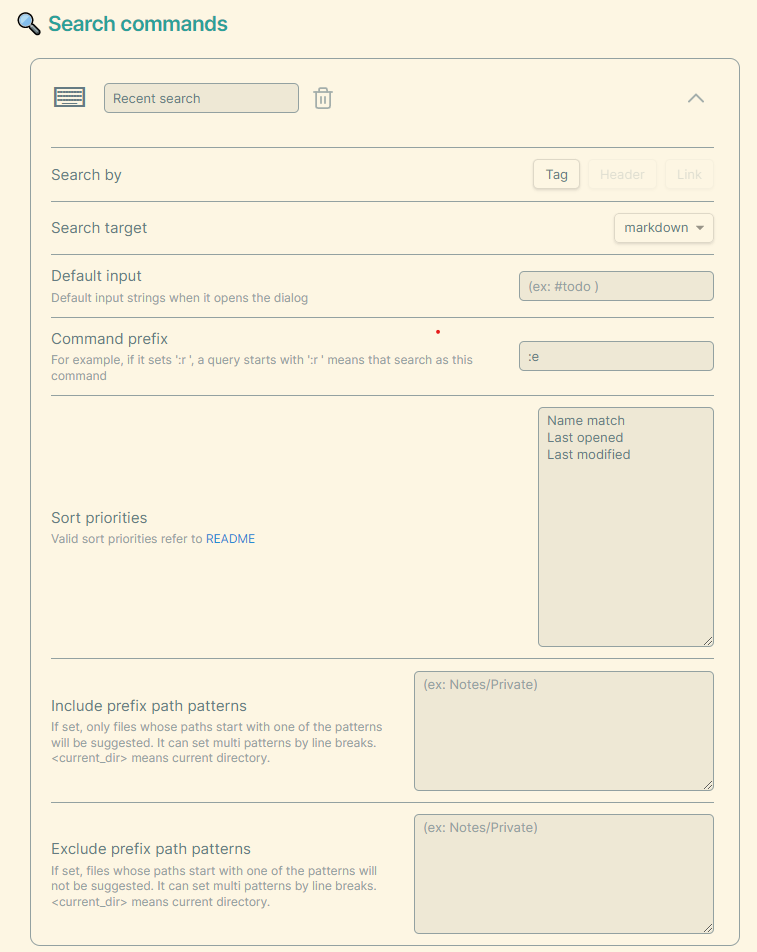 Search commands
Recent search
Search by
Tag
Header
Link
Search target
markdown
Default input
Default input strings when it opens the dialog
(ex: #todo )
Command prefix
For example, if it sets ':r ', a query starts with ':r ' means that search as this
command
:e
Name match
Last opened
Last modified
Sort priorities
Valid sort priorities refer to README
Include prefix path patterns
If set, only files whose paths start with one of the patterns
will be suggested. It can set multi patterns by line breaks.
<current_dir> means current directory.
(ex: Notes/Private)
Exclude prefix path patterns
If set, files whose paths start with one of the patterns will
not be suggested. It can set multi patterns by line breaks.
<current_dir> means current directory.
(ex: Notes/Private)